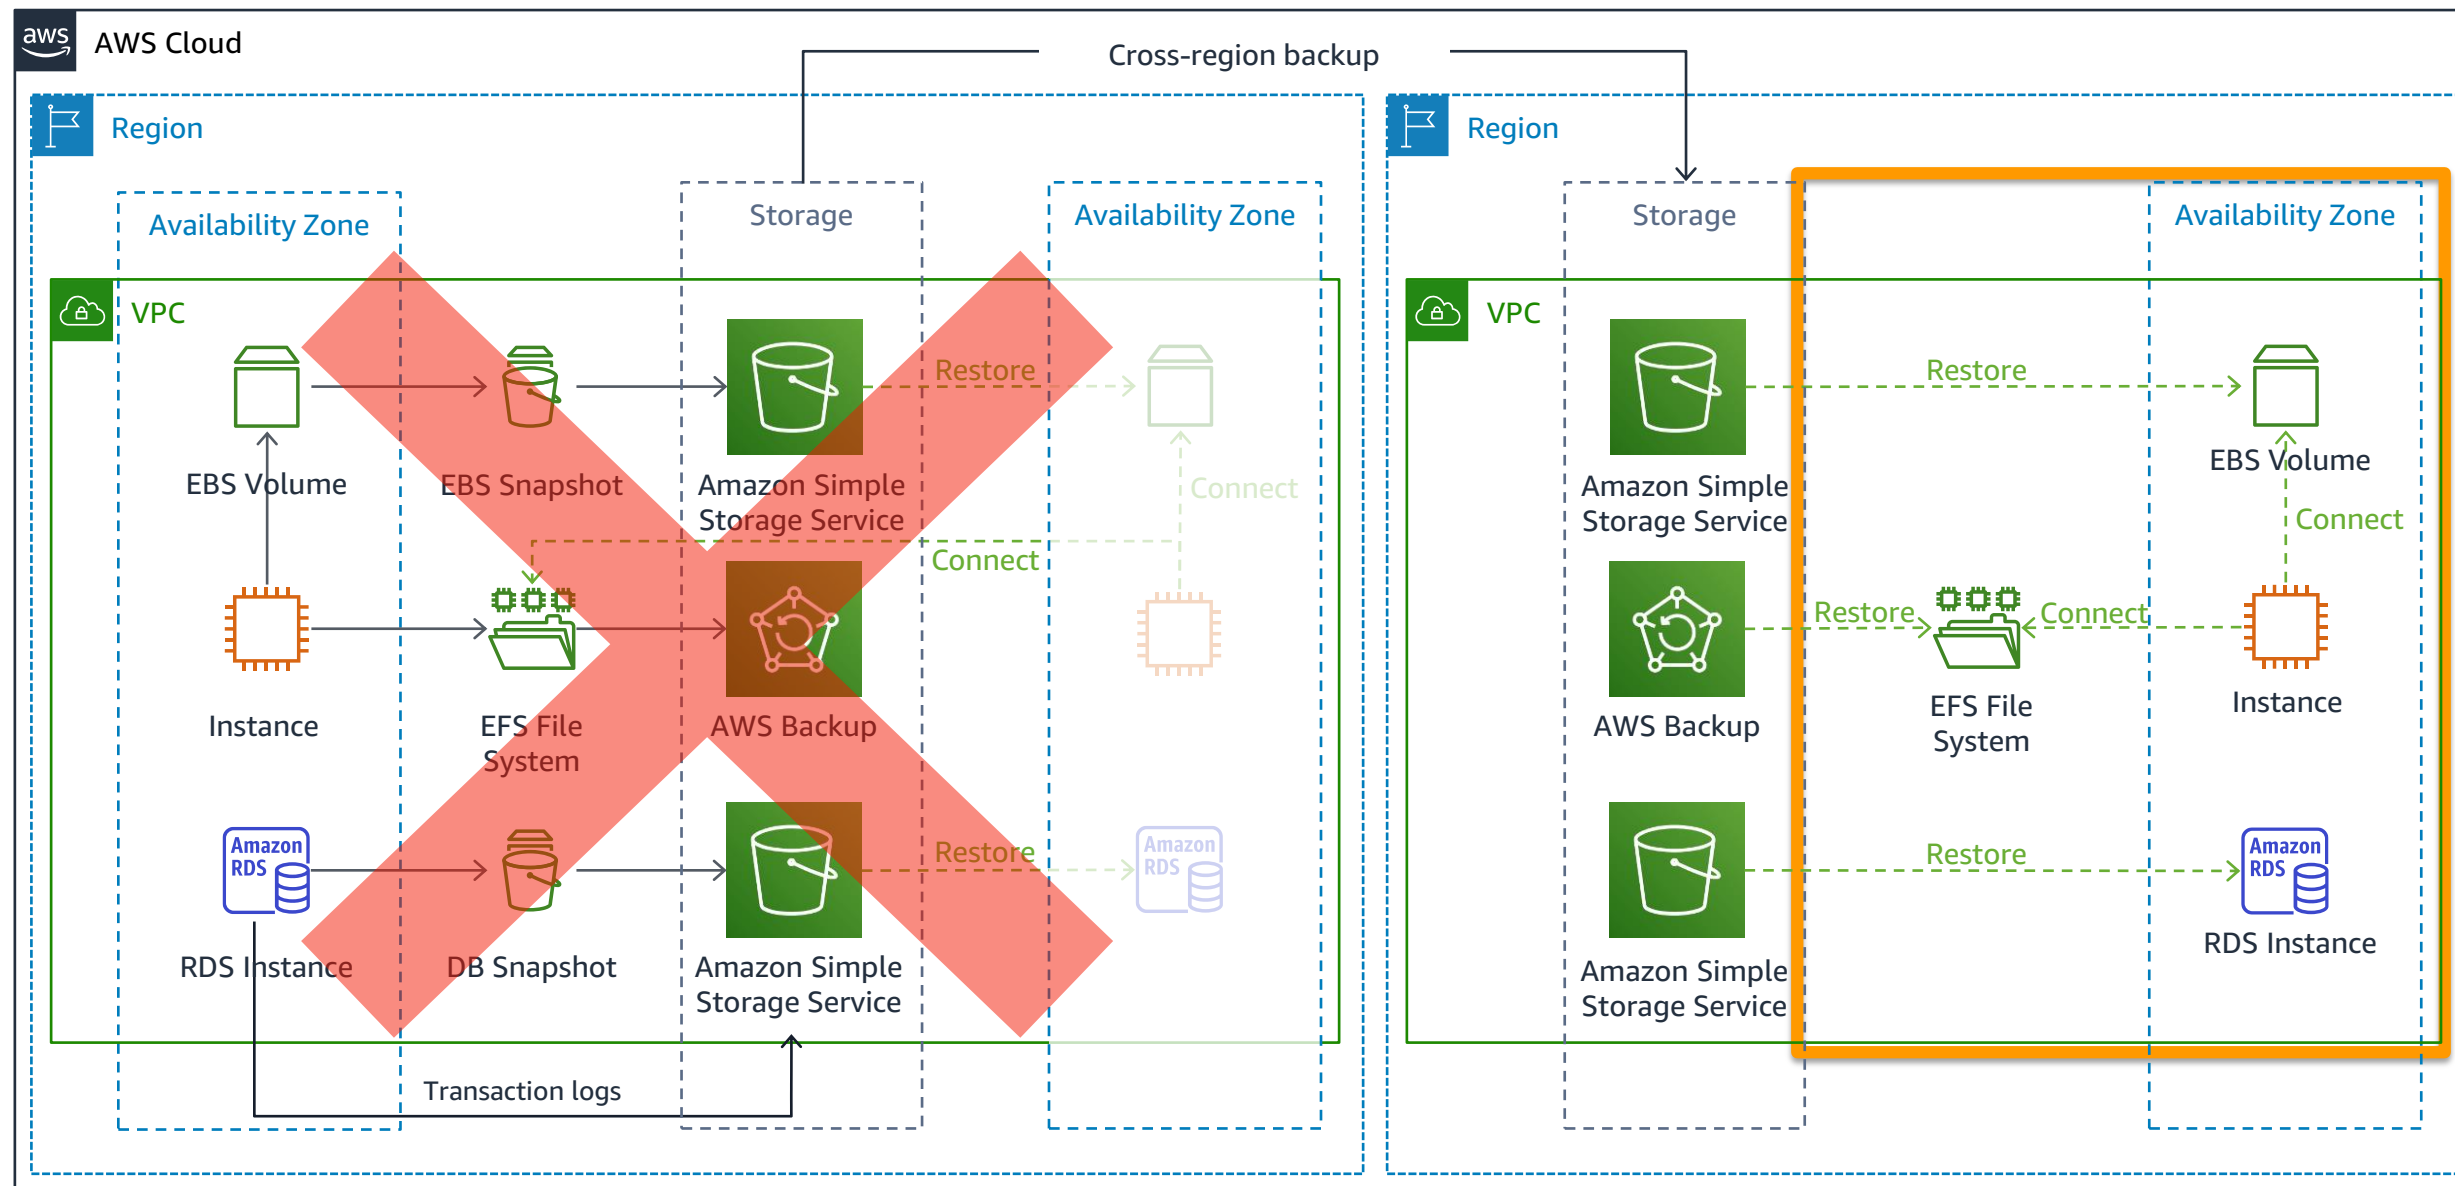 aws
AWS Cloud
Cross-region backup
Region
Availability Zone
Storage
Availability Zone
VPC
Restore
EBS Volume
EBS Snapshot
Amazon Simple
Storage Service
Connect
Connect
Instance
EFS File
System
AWS Backup
Amazon
RDS
Restore
Amazon
RDS
RDS Instance
DB Snapshot
Amazon Simple
Storage Service
Transaction logs
Region
Storage
Availability Zone
VPC
Restore
EBS Volume
Amazon Simple
Storage Service
Connect
Restore
Connect
AWS Backup
EFS File
System
Instance
Restore
Amazon
RDS
Amazon Simple
Storage Service
RDS Instance